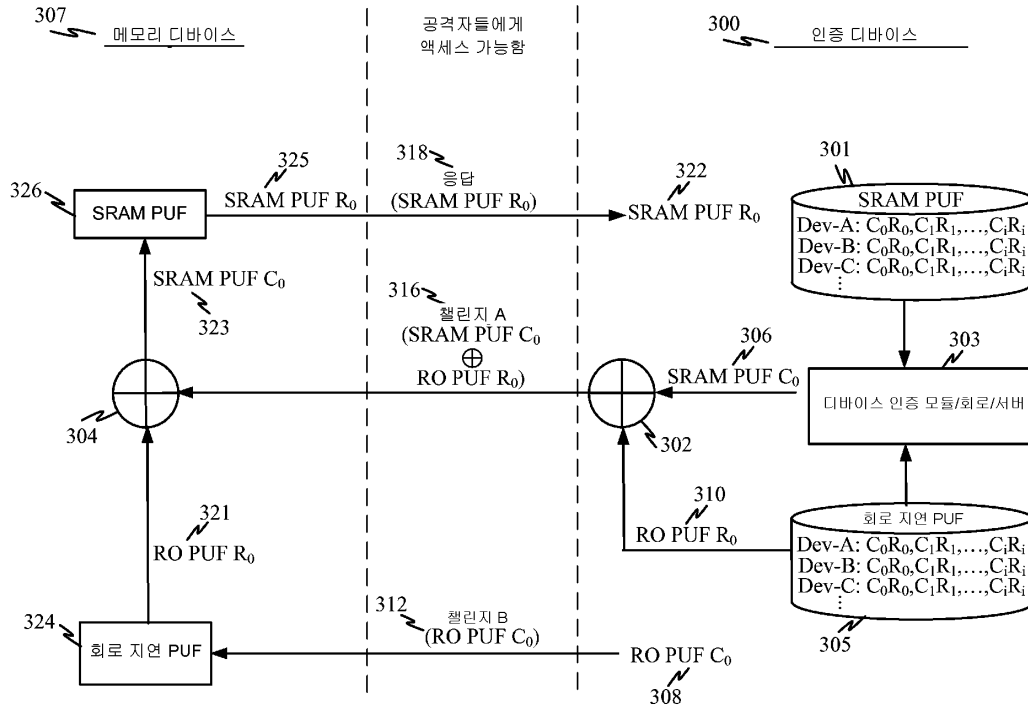 307 메모리 디바이스
공격자들에게
액세스 가능함
300 인증 디바이스
326
SRAM PUF
325
SRAM PUF R₀
318
응답
(SRAM PUF R₀)
322
SRAM PUF R₀
301
SRAM PUF
Dev-A: C₀R₀,C₁R₁,…,CᵢRᵢ
Dev-B: C₀R₀,C₁R₁,…,CᵢRᵢ
Dev-C: C₀R₀,C₁R₁,…,CᵢRᵢ
⋮
SRAM PUF C₀
323
316
챌린지 A
(SRAM PUF C₀
⊕
RO PUF R₀)
306
SRAM PUF C₀
303
디바이스 인증 모듈/회로/서버
304
302
321
RO PUF R₀
310
RO PUF R₀
회로 지연 PUF
Dev-A: C₀R₀,C₁R₁,…,CᵢRᵢ
Dev-B: C₀R₀,C₁R₁,…,CᵢRᵢ
Dev-C: C₀R₀,C₁R₁,…,CᵢRᵢ
⋮
305
324
회로 지연 PUF
312
챌린지 B
(RO PUF C₀)
RO PUF C₀
308